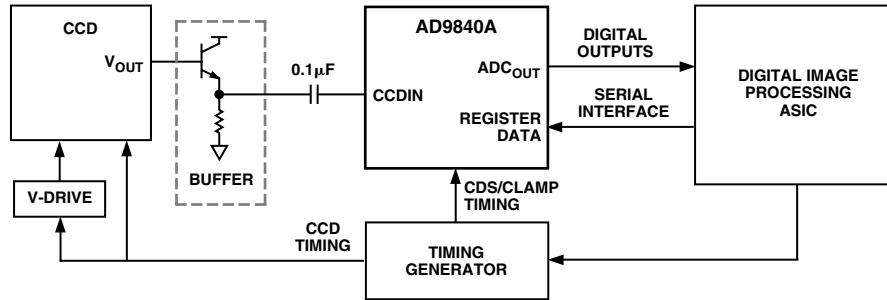 CCD
VOUT
V-DRIVE
BUFFER
0.1µF
AD9840A
CCDIN
ADCOUT
REGISTER
DATA
DIGITAL
OUTPUTS
SERIAL
INTERFACE
DIGITAL IMAGE
PROCESSING
ASIC
CDS/CLAMP
TIMING
CCD
TIMING
TIMING
GENERATOR